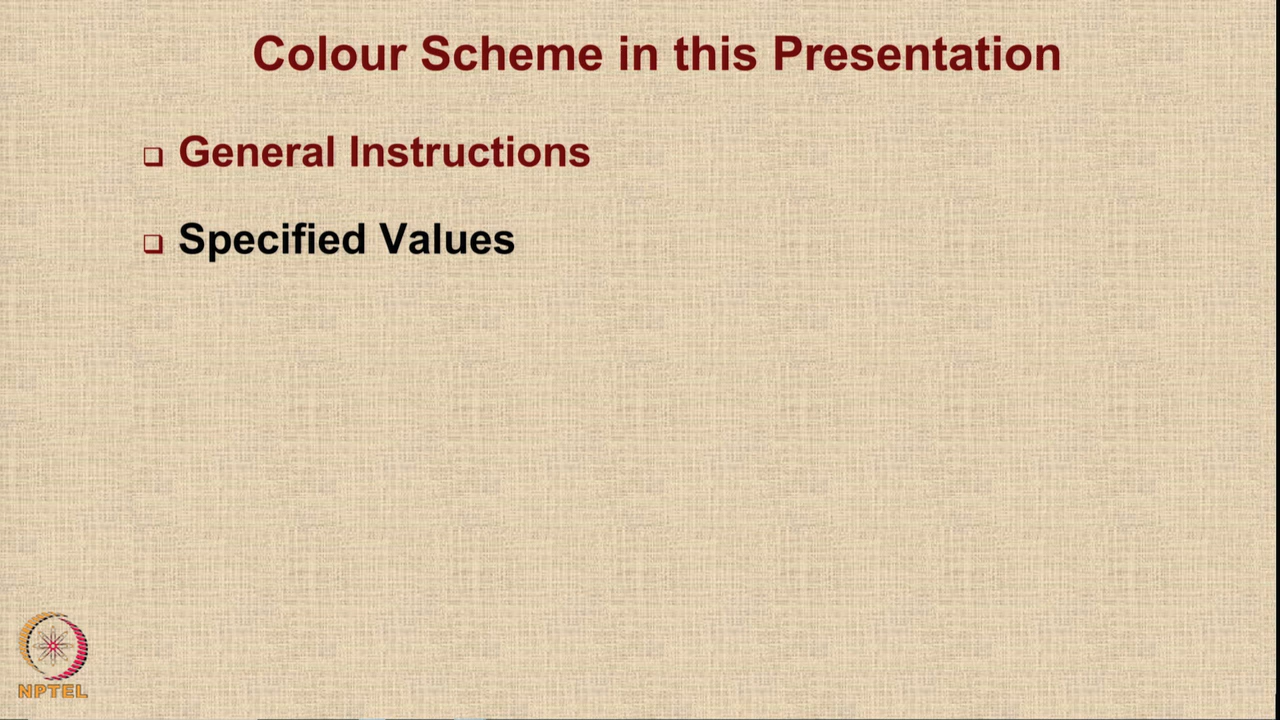 Colour Scheme in this Presentation
General Instructions
Specified Values
NPTEL